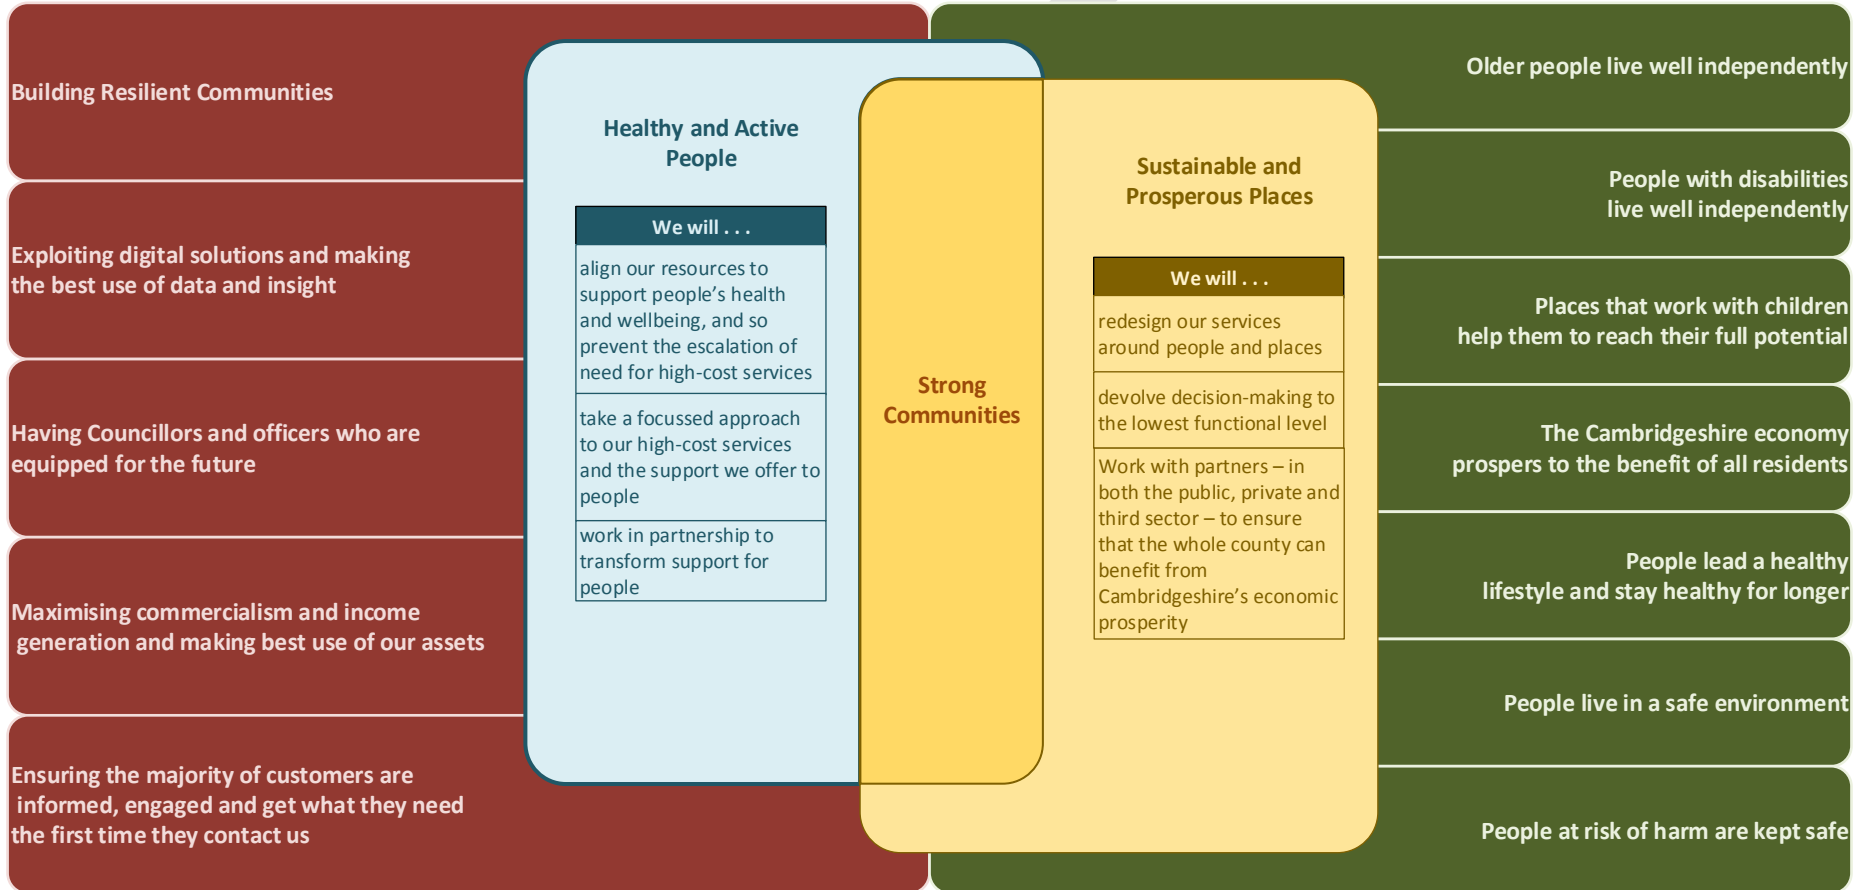 Building Resilient Communities
Exploiting digital solutions and making
the best use of data and insight
Having Councillors and officers who are
equipped for the future
Maximising commercialism and income
generation and making best use of our assets
Ensuring the majority of customers are
informed, engaged and get what they need
the first time they contact us
Healthy and Active
People
We will . . .
align our resources to
support people’s health
and wellbeing, and so
prevent the escalation of
need for high-cost services
take a focussed approach
to our high-cost services
and the support we offer to
people
work in partnership to
transform support for
people
Strong
Communities
Sustainable and
Prosperous Places
We will . . .
redesign our services
around people and places
devolve decision-making to
the lowest functional level
Work with partners – in
both the public, private and
third sector – to ensure
that the whole county can
benefit from
Cambridgeshire’s economic
prosperity
Older people live well independently
People with disabilities
live well independently
Places that work with children
help them to reach their full potential
The Cambridgeshire economy
prospers to the benefit of all residents
People lead a healthy
lifestyle and stay healthy for longer
People live in a safe environment
People at risk of harm are kept safe